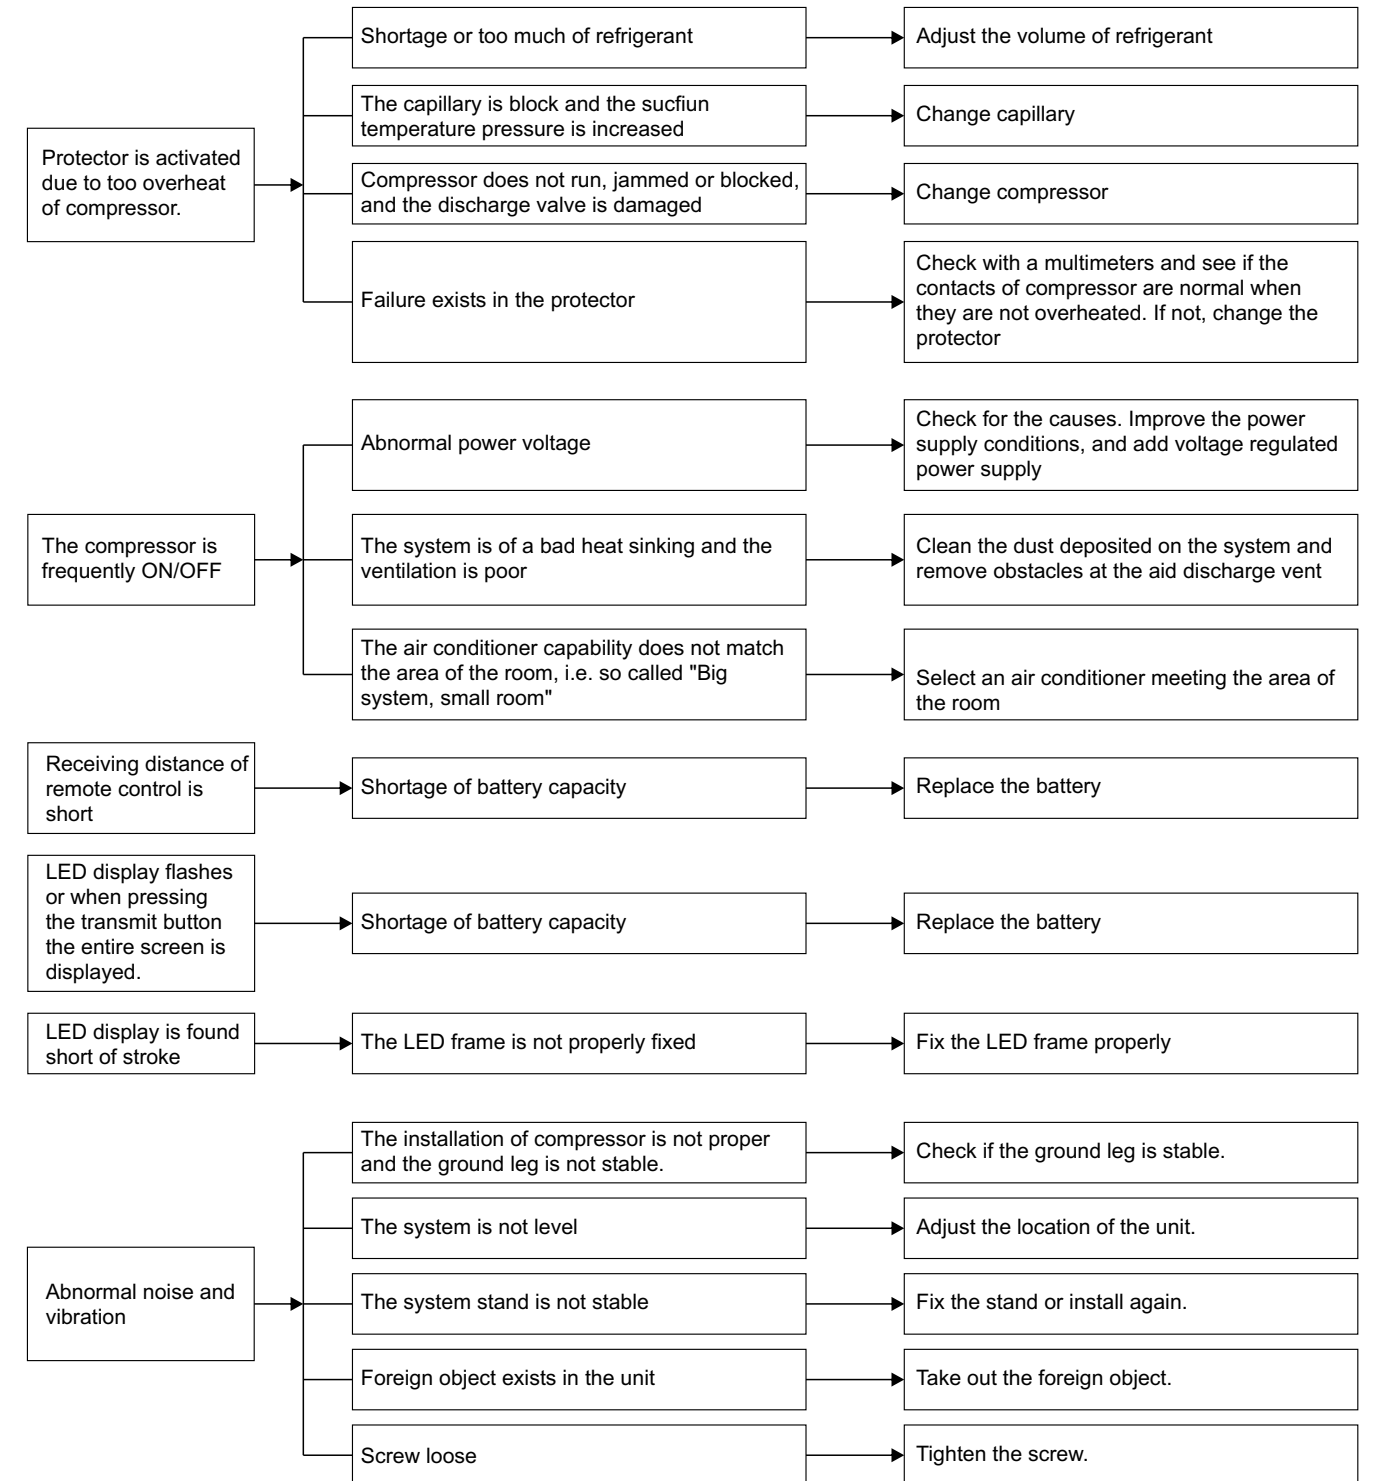 Shortage or too much of refrigerant
Adjust the volume of refrigerant
The capillary is block and the sucfiun
temperature pressure is increased
Change capillary
Protector is activated
due to too overheat
of compressor.
Compressor does not run, jammed or blocked,
and the discharge valve is damaged
Change compressor
Failure exists in the protector
Check with a multimeters and see if the
contacts of compressor are normal when
they are not overheated. If not, change the
protector
Abnormal power voltage
Check for the causes. Improve the power
supply conditions, and add voltage regulated
power supply
The compressor is
frequently ON/OFF
The system is of a bad heat sinking and the
ventilation is poor
Clean the dust deposited on the system and
remove obstacles at the aid discharge vent
The air conditioner capability does not match
the area of the room, i.e. so called "Big
system, small room"
Select an air conditioner meeting the area of
the room
Receiving distance of
remote control is
short
Shortage of battery capacity
Replace the battery
LED display flashes
or when pressing
the transmit button
the entire screen is
displayed.
Shortage of battery capacity
Replace the battery
LED display is found
short of stroke
The LED frame is not properly fixed
Fix the LED frame properly
The installation of compressor is not proper
and the ground leg is not stable.
Check if the ground leg is stable.
The system is not level
Adjust the location of the unit.
Abnormal noise and
vibration
The system stand is not stable
Fix the stand or install again.
Foreign object exists in the unit
Take out the foreign object.
Screw loose
Tighten the screw.